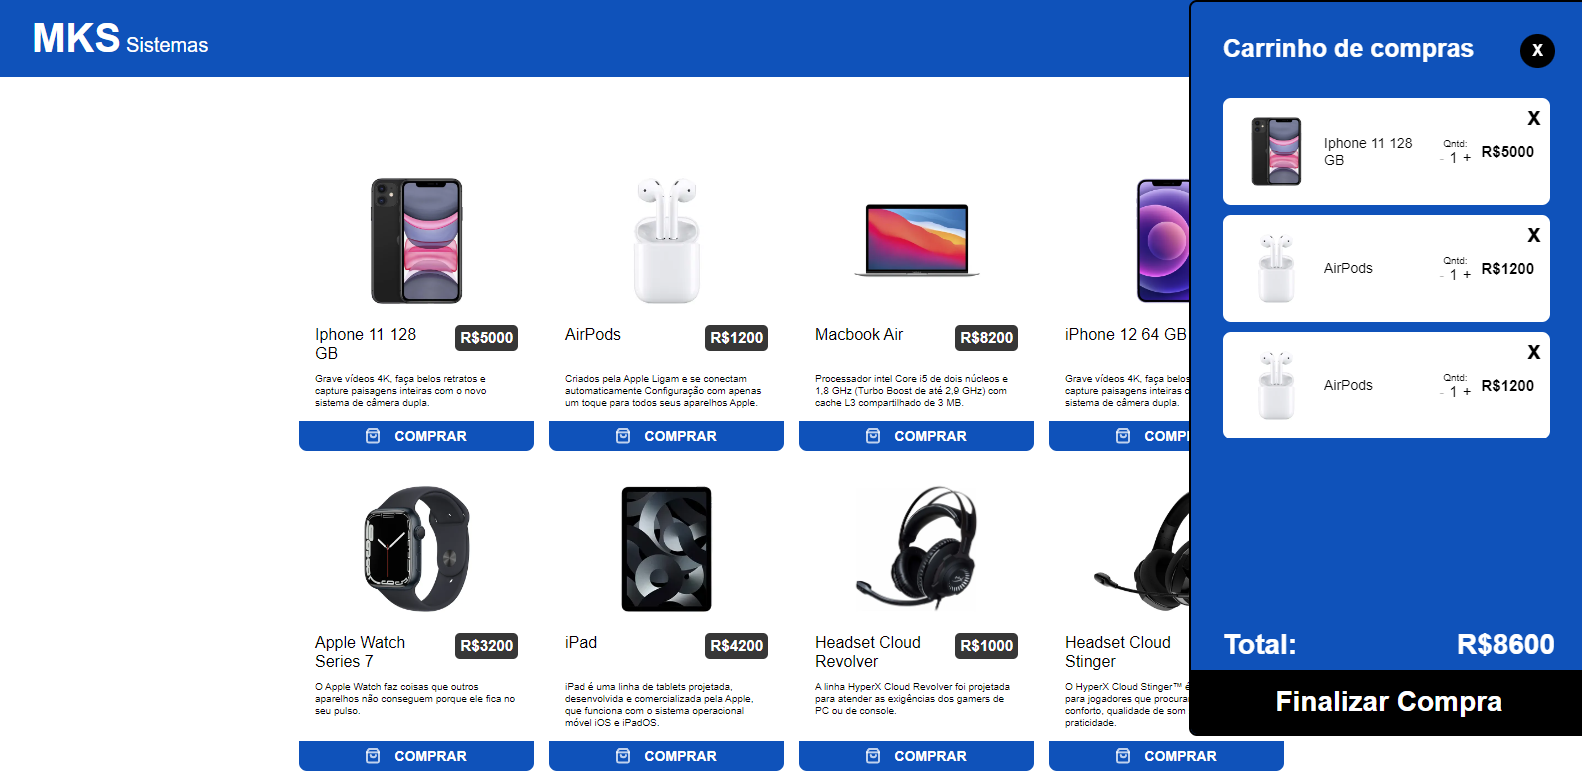 MKS Sistemas
Iphone 11 128
GB
R$5000
Grave vídeos 4K, faça belos retratos e
capture paisagens inteiras com o novo
sistema de câmera dupla.
COMPRAR
AirPods
R$1200
Criados pela Apple Ligam e se conectam
automaticamente Configuração com apenas
um toque para todos seus aparelhos Apple.
COMPRAR
Macbook Air
R$8200
Processador intel Core i5 de dois núcleos e
1,8 GHz (Turbo Boost de até 2,9 GHz) com
cache L3 compartilhado de 3 MB.
COMPRAR
iPhone 12 64 GB
Grave vídeos 4K, faça belos
capture paisagens inteiras
sistema de câmera dupla.
COMP
Apple Watch
Series 7
R$3200
O Apple Watch faz coisas que outros
aparelhos não conseguem porque ele fica no
seu pulso.
COMPRAR
iPad
R$4200
iPad é uma linha de tablets projetada,
desenvolvida e comercializada pela Apple,
que funciona com o sistema operacional
móvel iOS e iPadOS.
COMPRAR
Headset Cloud
Revolver
R$1000
A linha HyperX Cloud Revolver foi projetada
para atender as exigências dos gamers de
PC ou de console.
COMPRAR
Headset Cloud
Stinger
O HyperX Cloud Stinger™ é
para jogadores que procura
conforto, qualidade de som
praticidade.
COMPRAR
Carrinho de compras
X
X
Iphone 11 128
GB
Qntd:
- 1 +
R$5000
X
AirPods
Qntd:
- 1 +
R$1200
X
AirPods
Qntd:
- 1 +
R$1200
Total: R$8600
Finalizar Compra